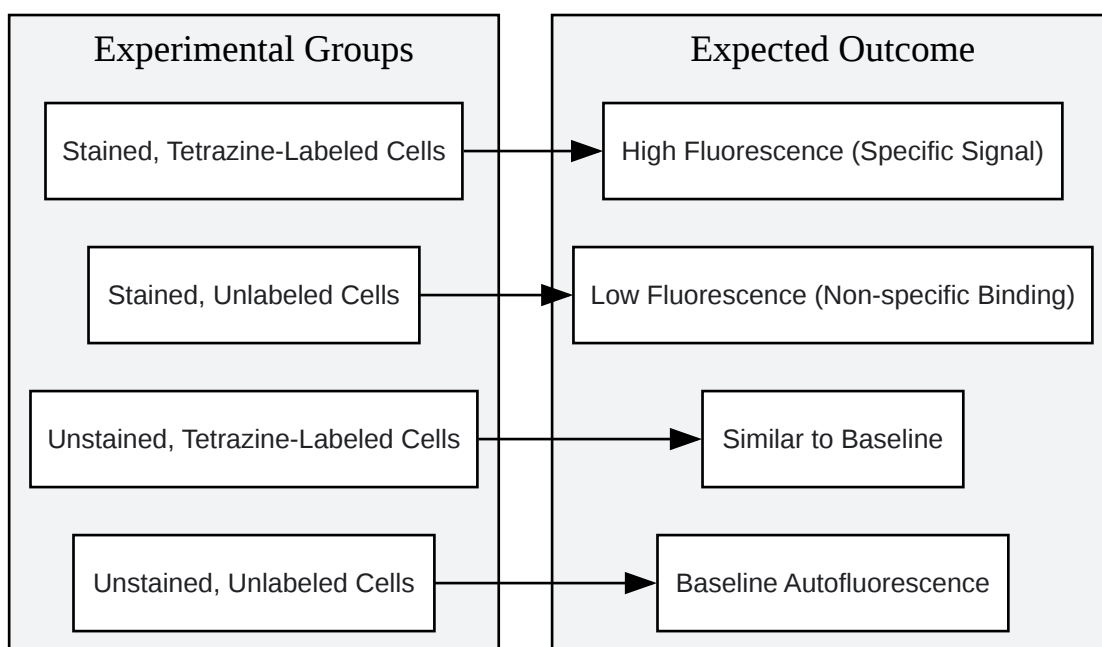 Experimental Groups
Expected Outcome
Stained, Tetrazine-Labeled Cells
High Fluorescence (Specific Signal)
Stained, Unlabeled Cells
Low Fluorescence (Non-specific Binding)
Unstained, Tetrazine-Labeled Cells
Similar to Baseline
Unstained, Unlabeled Cells
Baseline Autofluorescence